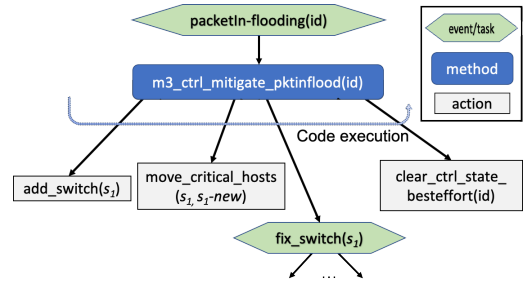 packetIn-flooding(id)
event/task
method
action
m3_ctrl_mitigate_pktinflood(id)
Code execution
add_switch(s₁)
move_critical_hosts
(s₁, s₁-new)
clear_ctrl_state_
besteffort(id)
fix_switch(s₁)
...